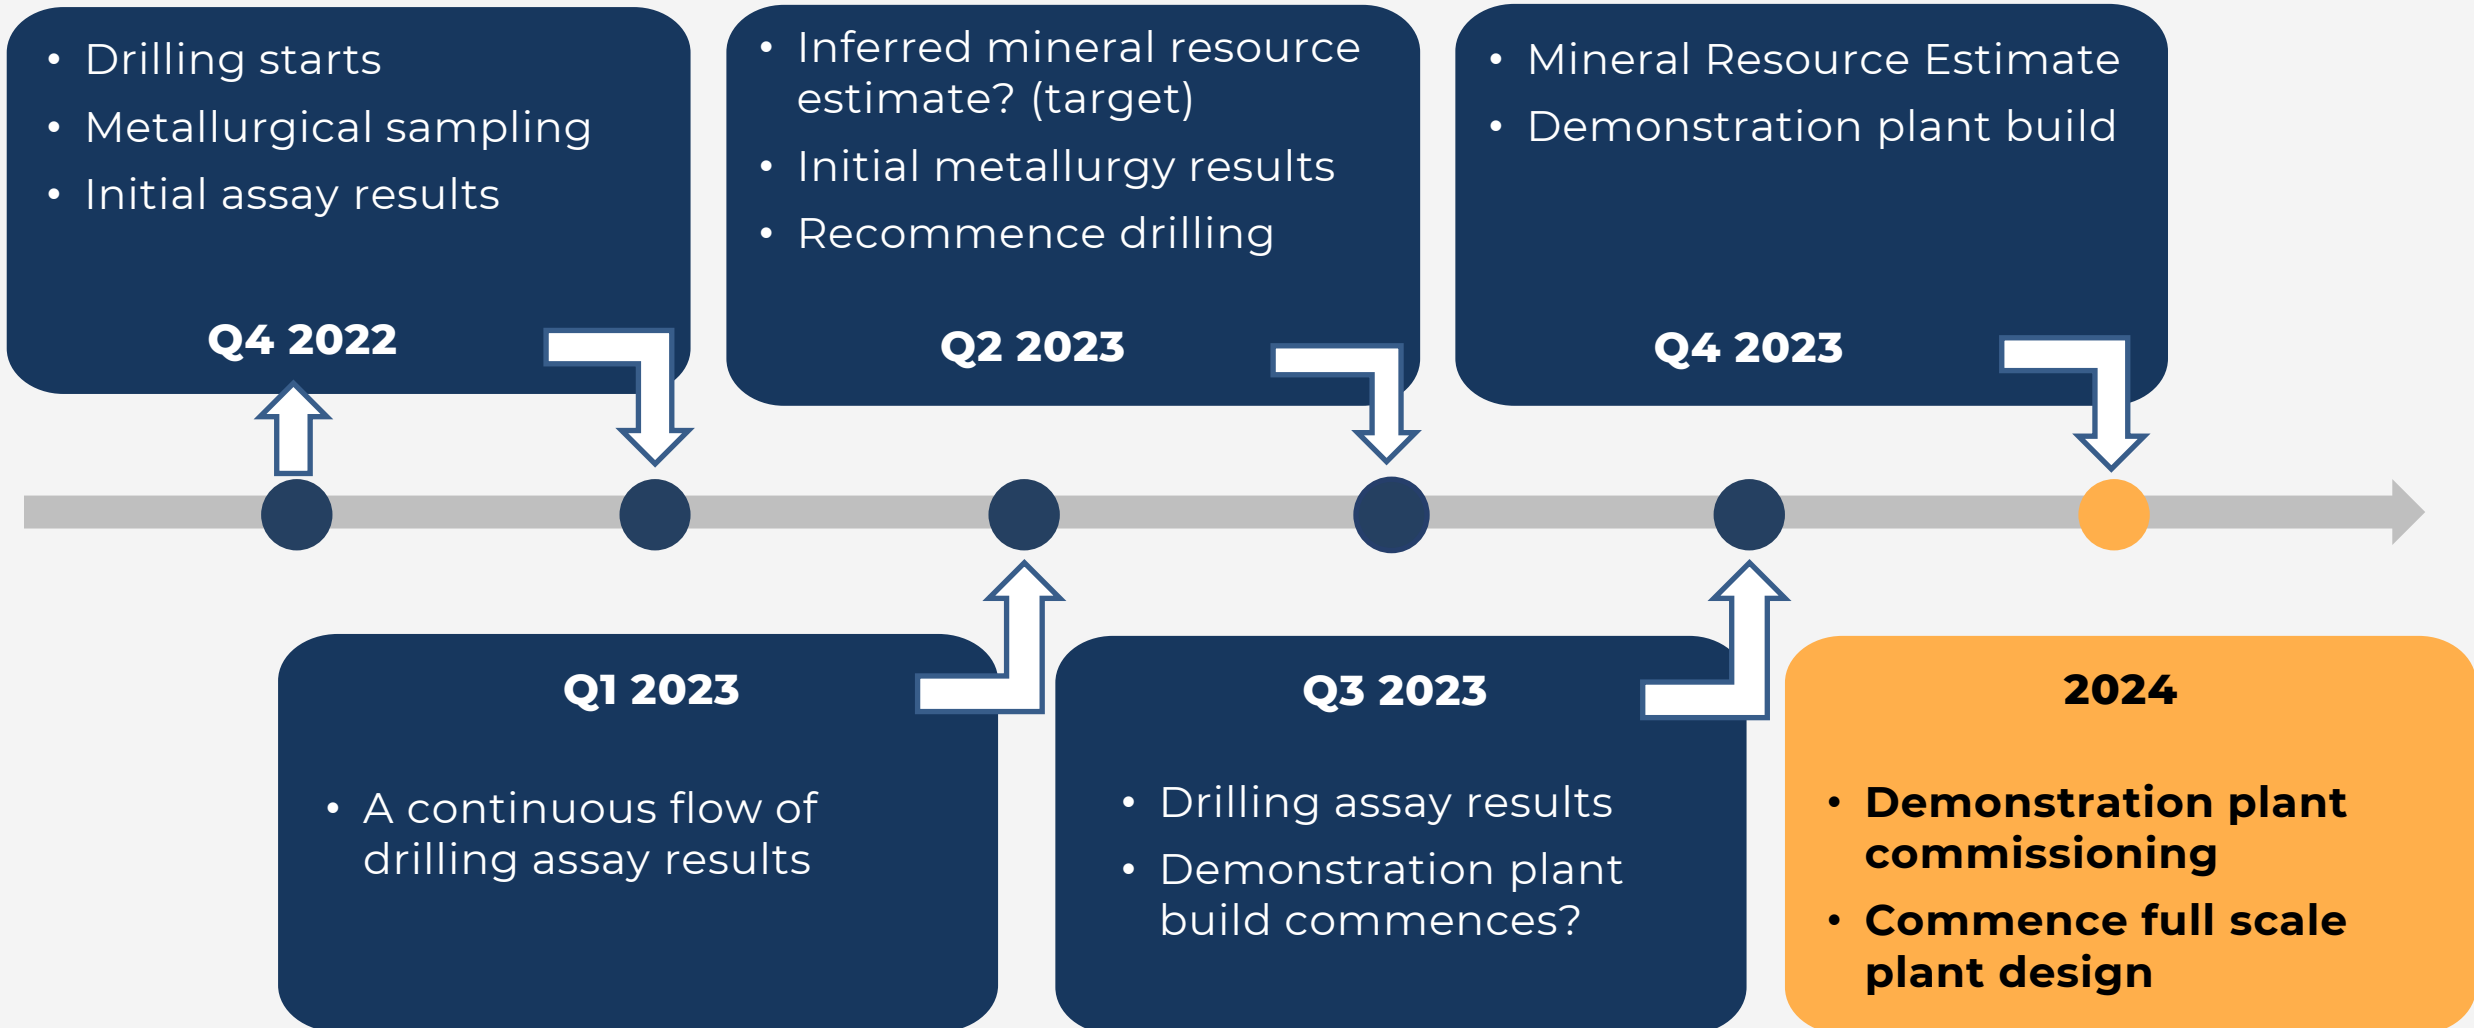 • Drilling starts
• Metallurgical sampling
• Initial assay results
Q4 2022
• Inferred mineral resource
estimate? (target)
• Initial metallurgy results
• Recommence drilling
Q2 2023
• Mineral Resource Estimate
• Demonstration plant build
Q4 2023
Q1 2023
• A continuous flow of
drilling assay results
Q3 2023
• Drilling assay results
• Demonstration plant
build commences?
2024
• Demonstration plant
commissioning
• Commence full scale
plant design